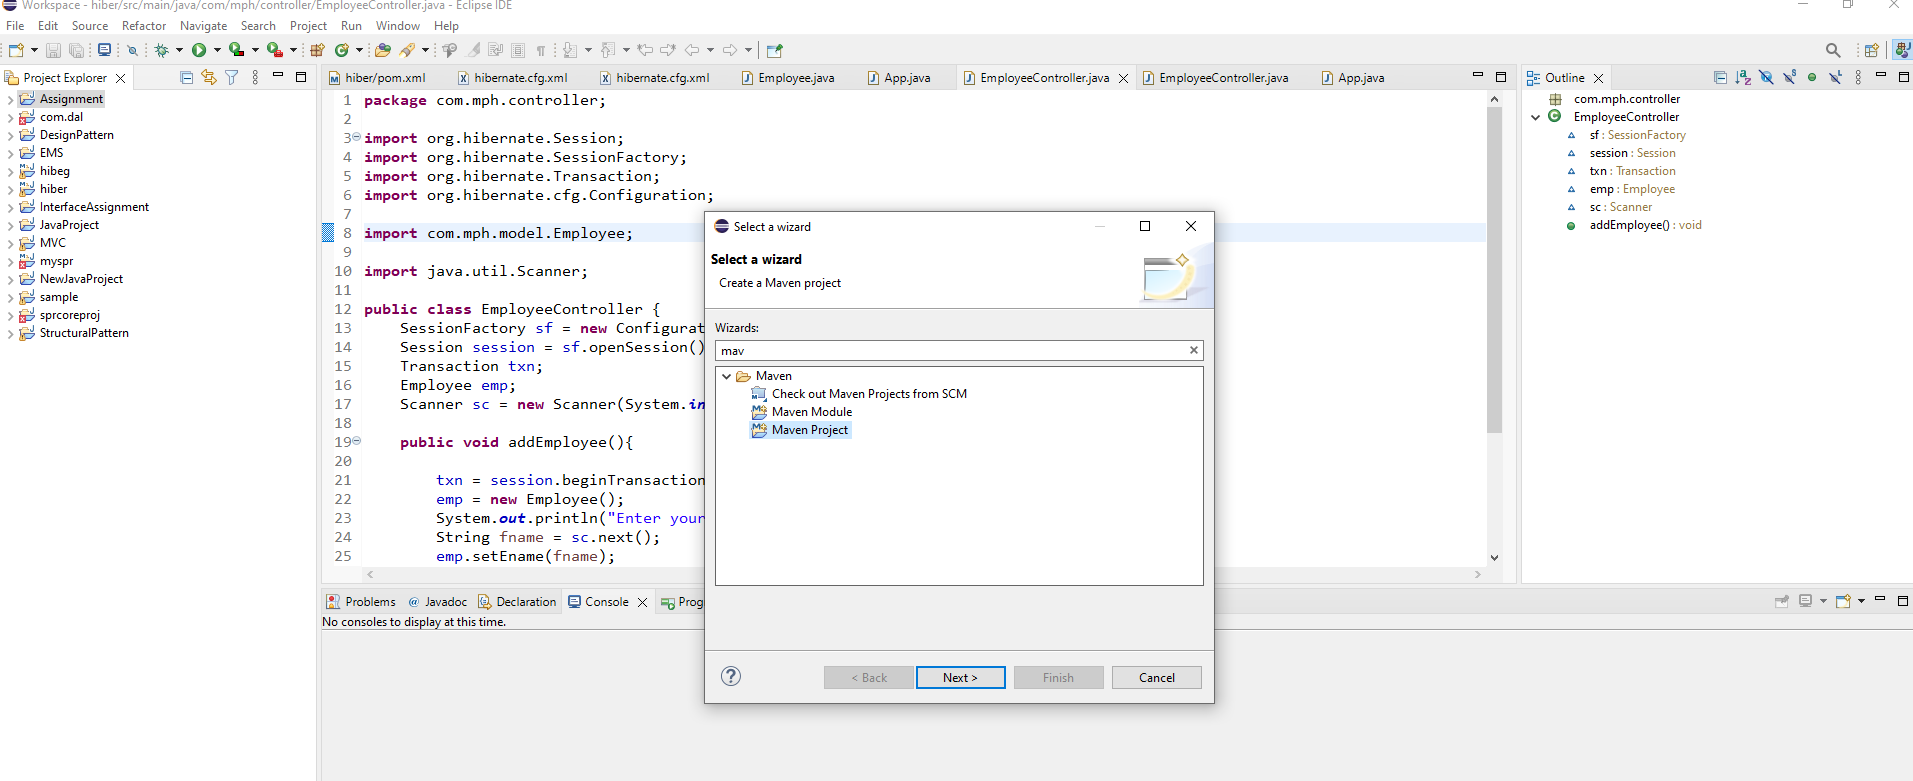 Workspace - hiber/src/main/java/com/mph/controller/EmployeeController.java - Eclipse IDE
File Edit Source Refactor Navigate Search Project Run Window Help
Project Explorer
Assignment
com.dal
DesignPattern
EMS
hibeg
hiber
InterfaceAssignment
JavaProject
MVC
myspr
NewJavaProject
sample
sprcoreproj
StructuralPattern
hiber/pom.xml hibernate.cfg.xml hibernate.cfg.xml Employee.java App.java EmployeeController.java EmployeeController.java App.java
1 package com.mph.controller;
2
3 import org.hibernate.Session;
4 import org.hibernate.SessionFactory;
5 import org.hibernate.Transaction;
6 import org.hibernate.cfg.Configuration;
7
8 import com.mph.model.Employee;
9
10 import java.util.Scanner;
11
12 public class EmployeeController {
13 SessionFactory sf = new Configurat
14 Session session = sf.openSession()
15 Transaction txn;
16 Employee emp;
17 Scanner sc = new Scanner(System.in
18
19 public void addEmployee(){
20
21 txn = session.beginTransaction
22 emp = new Employee();
23 System.out.println("Enter your
24 String fname = sc.next();
25 emp.setEname(fname);
Select a wizard
Select a wizard
Create a Maven project
Wizards:
mav
Maven
Check out Maven Projects from SCM
Maven Module
Maven Project
< Back Next > Finish Cancel
Outline
com.mph.controller
EmployeeController
sf : SessionFactory
session : Session
txn : Transaction
emp : Employee
sc : Scanner
addEmployee() : void
Problems Javadoc Declaration Console Prog
No consoles to display at this time.